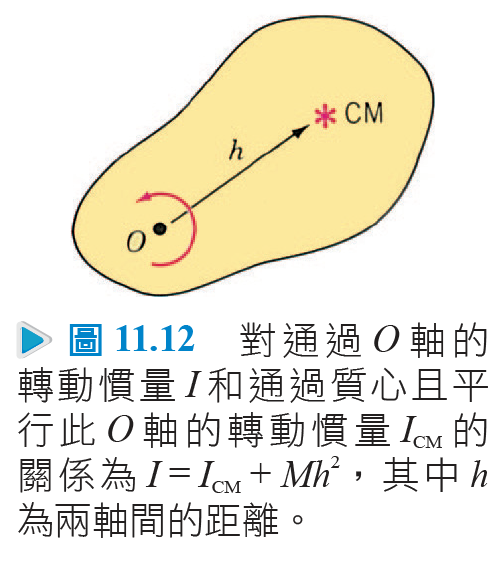 CM
h
O
圖 11.12 對通過 O 軸的
轉動慣量 I 和通過質心且平
行此 O 軸的轉動慣量 I_CM 的
關係為 I = I_CM + Mh²，其中 h
為兩軸間的距離。